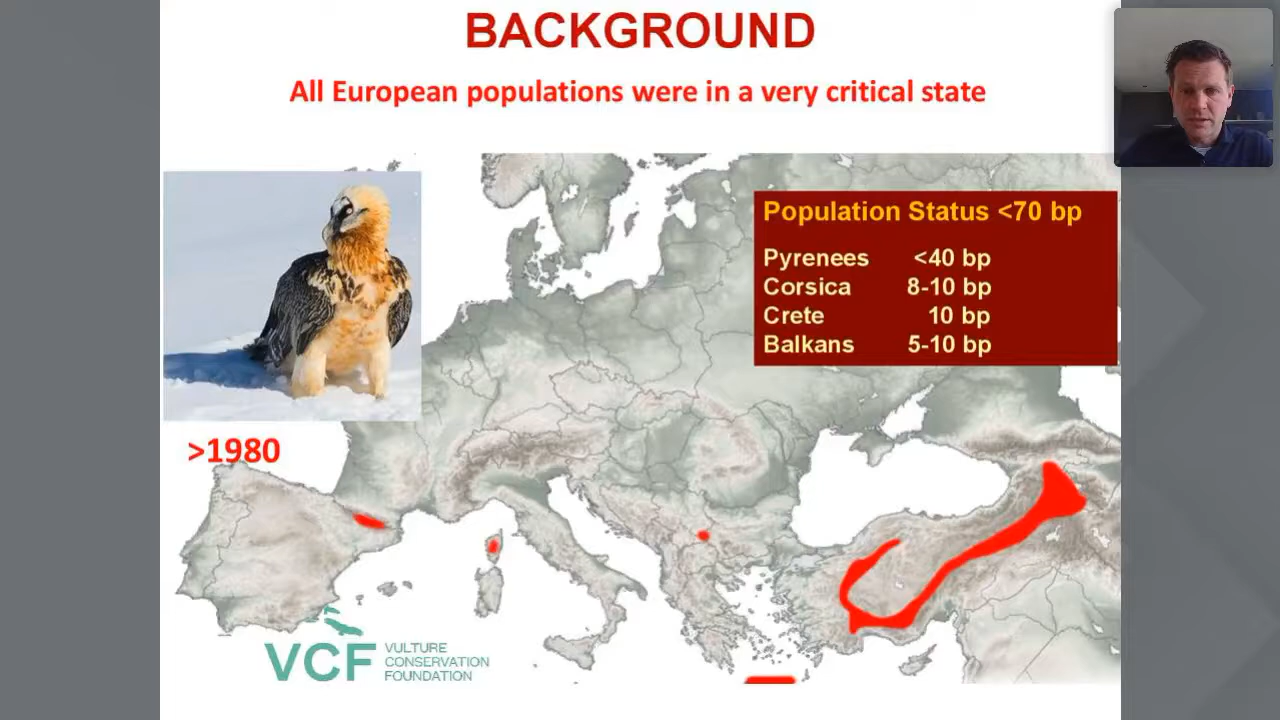 BACKGROUND
All European populations were in a very critical state
Population Status <70 bp
Pyrenees <40 bp
Corsica 8-10 bp
Crete 10 bp
Balkans 5-10 bp
>1980
VCF VULTURE
CONSERVATION
FOUNDATION